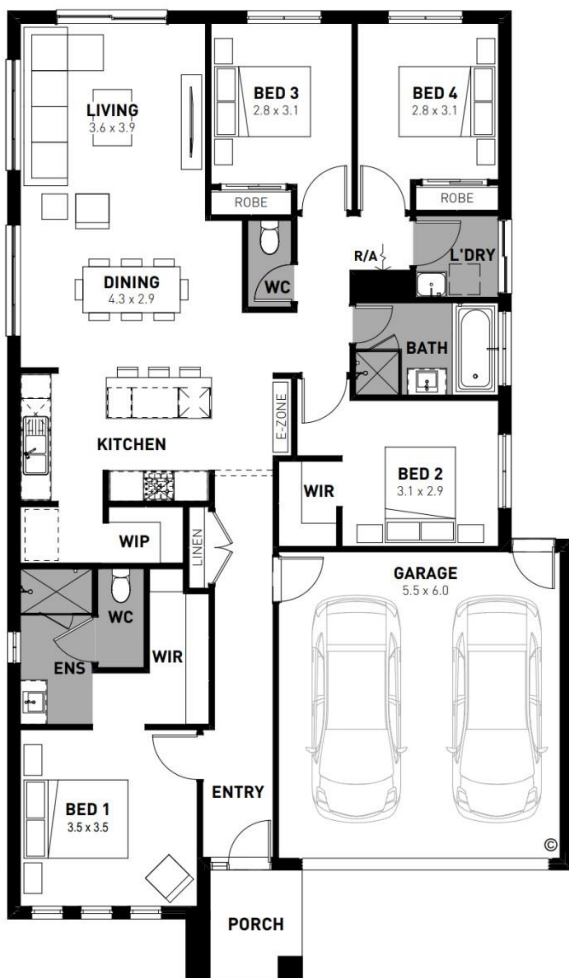 LIVING
3.6 x 3.9
BED 3
2.8 x 3.1
BED 4
2.8 x 3.1
ROBE
ROBE
R/A
L'DRY
WC
DINING
4.3 x 2.9
BATH
E-ZONE
KITCHEN
WIR
BED 2
3.1 x 2.9
WIP
LINEN
GARAGE
5.5 x 6.0
WC
ENS
WIR
ENTRY
BED 1
3.5 x 3.5
©
PORCH